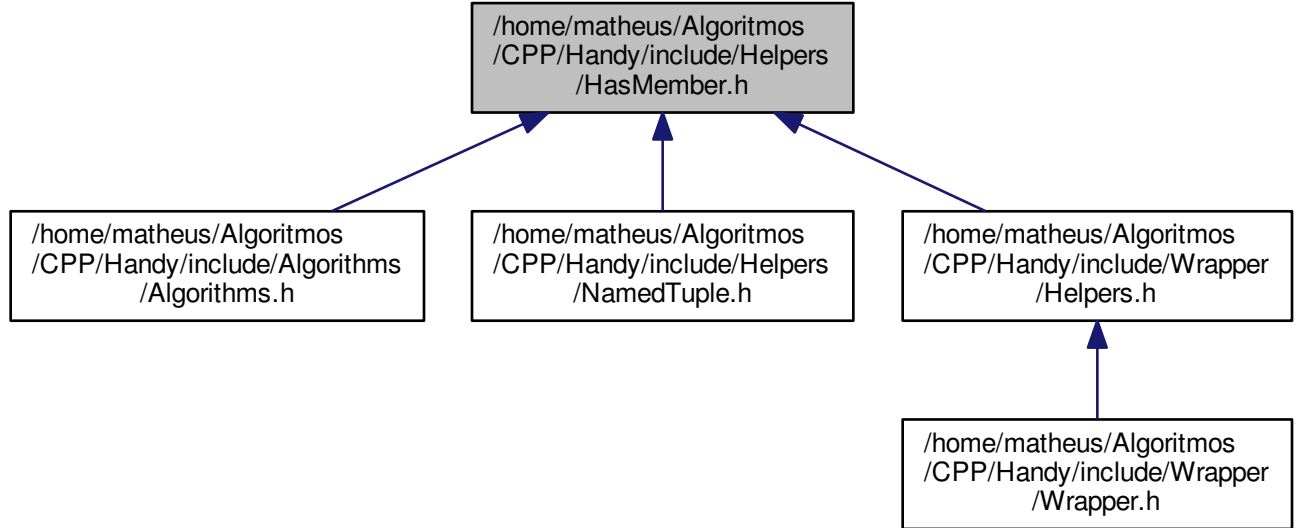 /home/matheus/Algoritmos
/CPP/Handy/include/Helpers
/HasMember.h
/home/matheus/Algoritmos
/CPP/Handy/include/Algorithms
/Algorithms.h
/home/matheus/Algoritmos
/CPP/Handy/include/Helpers
/NamedTuple.h
/home/matheus/Algoritmos
/CPP/Handy/include/Wrapper
/Helpers.h
/home/matheus/Algoritmos
/CPP/Handy/include/Wrapper
/Wrapper.h